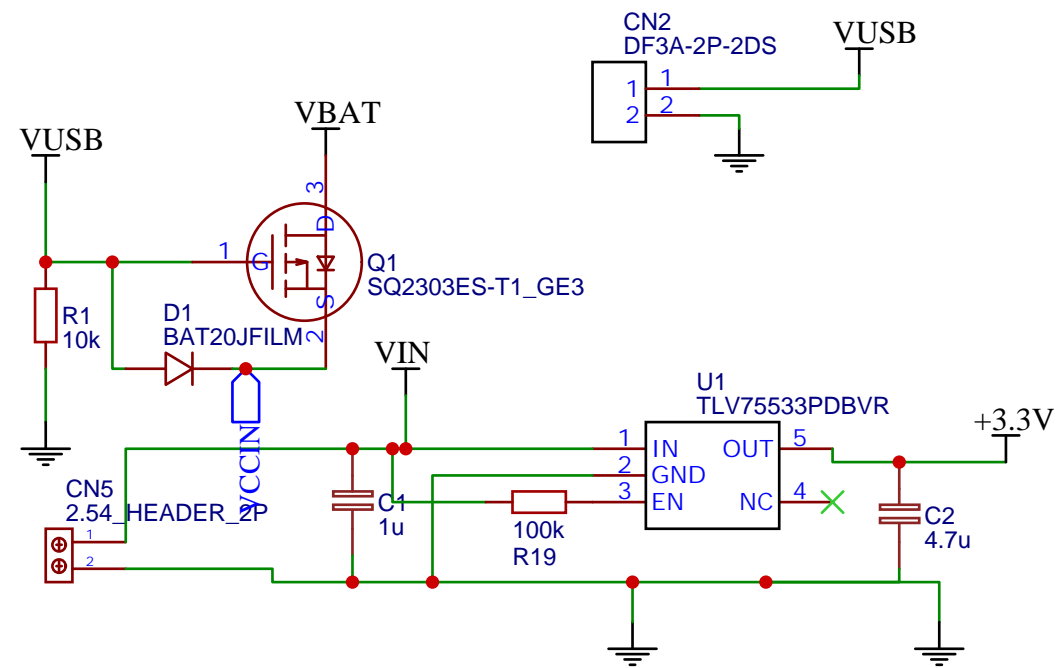 CN2
DF3A-2P-2DS
VUSB
1 1
2 2
VBAT
VUSB
3
D
1
G
S
2
Q1
SQ2303ES-T1_GE3
R1
10k
D1
BAT20JFILM
VCCIN
VIN
U1
TLV75533PDBVR
+3.3V
1 IN
2 GND
3 EN
OUT 5
NC 4
CN5
2.54_HEADER_2P
1
2
C1
1u
100k
R19
C2
4.7u